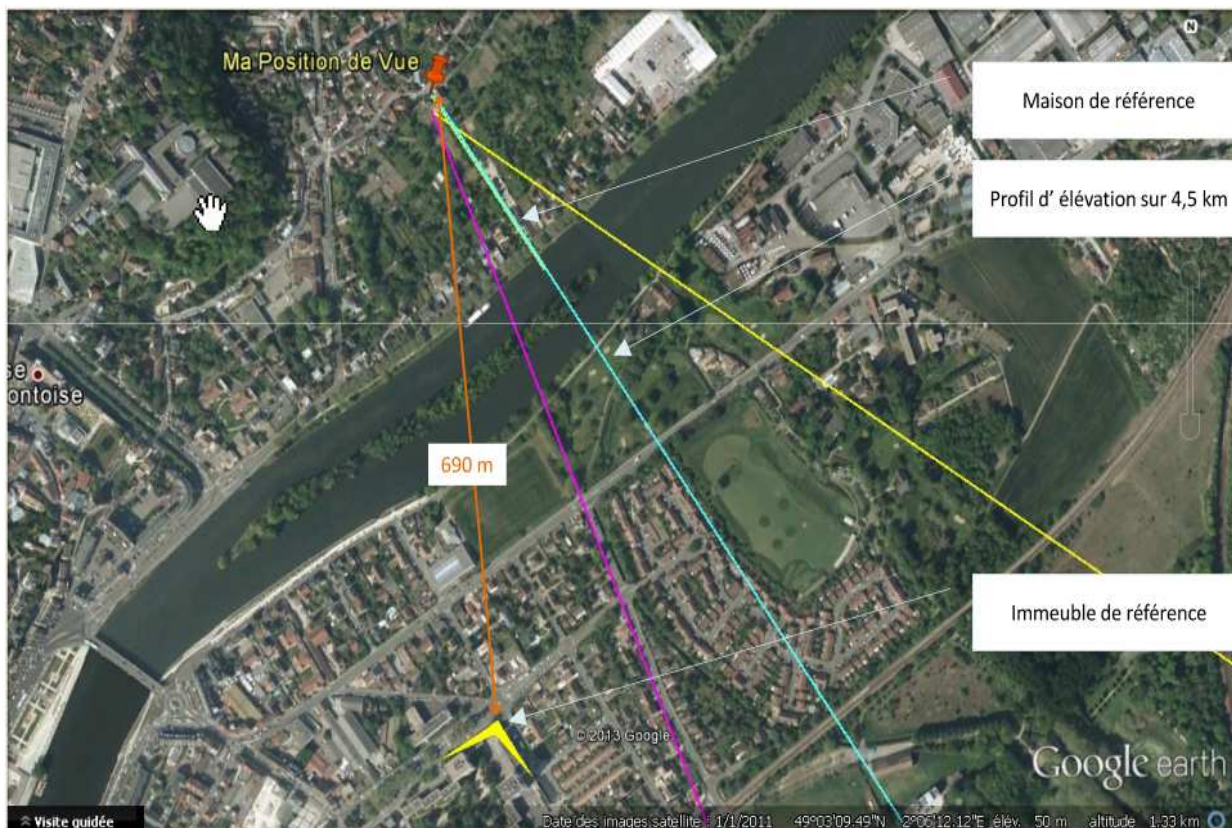 N
Ma Position de Vue
Maison de référence
Profil d’ élévation sur 4,5 km
se
ontoise
690 m
Immeuble de référence
© 2013 Google
Google earth
Visite guidée
Date des images satellite : 1/1/2011 49°03'09.49"N 2°06'12.12"E élév. 50 m altitude 1.33 km